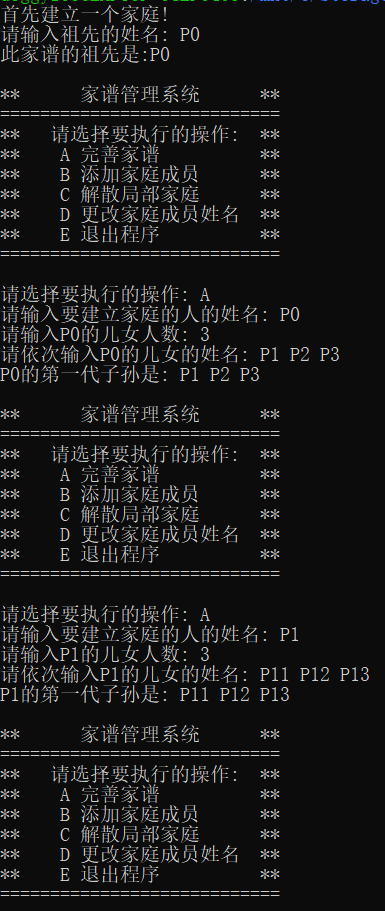 首先建立一个家庭!
请输入祖先的姓名: P0
此家谱的祖先是:P0
** 家谱管理系统 **
============================
** 请选择要执行的操作: **
** A 完善家谱 **
** B 添加家庭成员 **
** C 解散局部家庭 **
** D 更改家庭成员姓名 **
** E 退出程序 **
============================
请选择要执行的操作: A
请输入要建立家庭的人的姓名: P0
请输入P0的儿女人数: 3
请依次输入P0的儿女的姓名: P1 P2 P3
P0的第一代子孙是: P1 P2 P3
** 家谱管理系统 **
============================
** 请选择要执行的操作: **
** A 完善家谱 **
** B 添加家庭成员 **
** C 解散局部家庭 **
** D 更改家庭成员姓名 **
** E 退出程序 **
============================
请选择要执行的操作: A
请输入要建立家庭的人的姓名: P1
请输入P1的儿女人数: 3
请依次输入P1的儿女的姓名: P11 P12 P13
P1的第一代子孙是: P11 P12 P13
** 家谱管理系统 **
============================
** 请选择要执行的操作: **
** A 完善家谱 **
** B 添加家庭成员 **
** C 解散局部家庭 **
** D 更改家庭成员姓名 **
** E 退出程序 **
============================